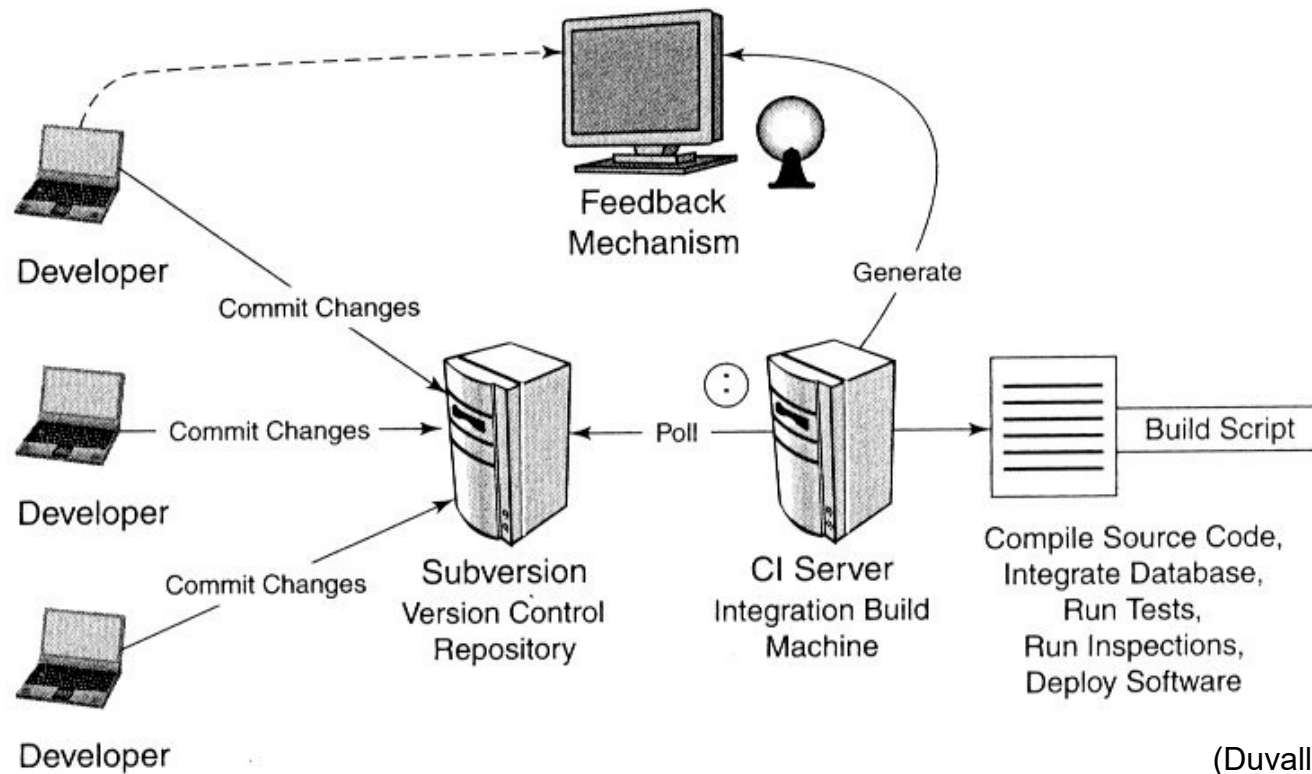 Feedback
Mechanism
Developer
Generate
Commit Changes
Commit Changes
Poll
Build Script
Developer
Subversion
Version Control
Repository
CI Server
Integration Build
Machine
Compile Source Code,
Integrate Database,
Run Tests,
Run Inspections,
Deploy Software
Commit Changes
Developer
(Duvall